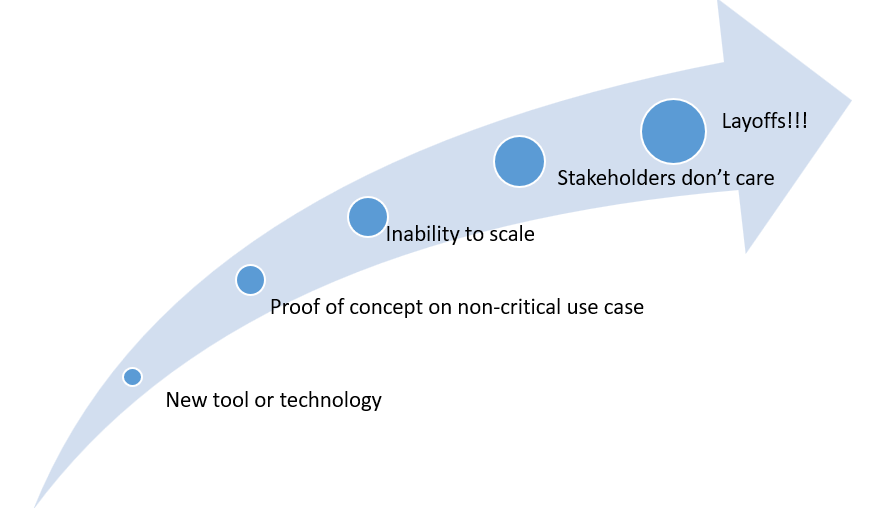 Layoffs!!!
Stakeholders don’t care
Inability to scale
Proof of concept on non-critical use case
New tool or technology